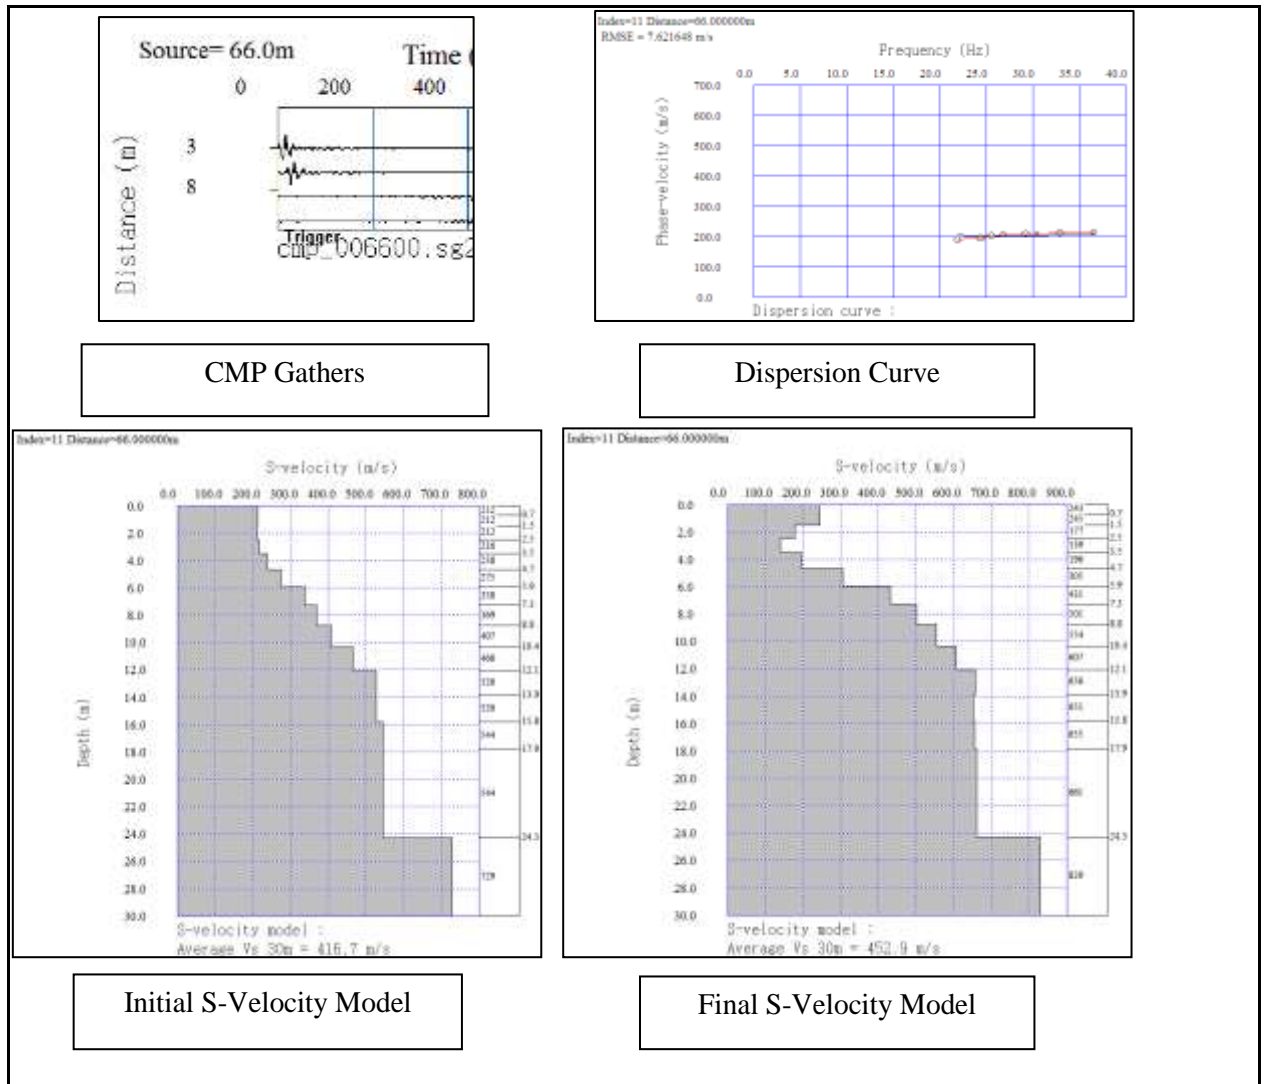 Source= 66.0m
Time (
0 200 400
Distance (m)
3
8
Trigger
cmp_006600.sg2
CMP Gathers
Index=11 Distance=66.000000m
RMSE = 7.621648 m/s
Frequency (Hz)
0.0 5.0 10.0 15.0 20.0 25.0 30.0 35.0 40.0
Phase-velocity (m/s)
700.0
600.0
500.0
400.0
300.0
200.0
100.0
0.0
Dispersion curve :
Dispersion Curve
Index=11 Distance=66.000000m
S-velocity (m/s)
0.0 100.0 200.0 300.0 400.0 500.0 600.0 700.0 800.0
Depth (m)
0.0
2.0
4.0
6.0
8.0
10.0
12.0
14.0
16.0
18.0
20.0
22.0
24.0
26.0
28.0
30.0
S-velocity model :
Average Vs 30m = 416.7 m/s
Initial S-Velocity Model
Index=11 Distance=66.000000m
S-velocity (m/s)
0.0 100.0 200.0 300.0 400.0 500.0 600.0 700.0 800.0 900.0
Depth (m)
0.0
2.0
4.0
6.0
8.0
10.0
12.0
14.0
16.0
18.0
20.0
22.0
24.0
26.0
28.0
30.0
S-velocity model :
Average Vs 30m = 452.9 m/s
Final S-Velocity Model